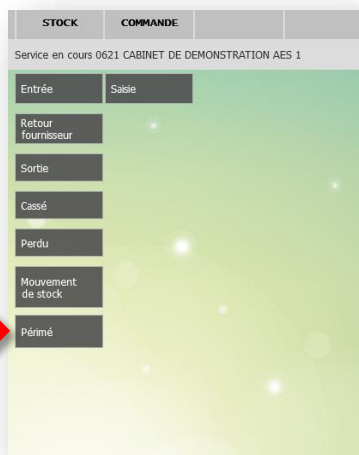 STOCK COMMANDE
Service en cours 0621 CABINET DE DEMONSTRATION AES 1
Entrée Saisie
Retour
fournisseur
Sortie
Cassé
Perdu
Mouvement
de stock
Périmé